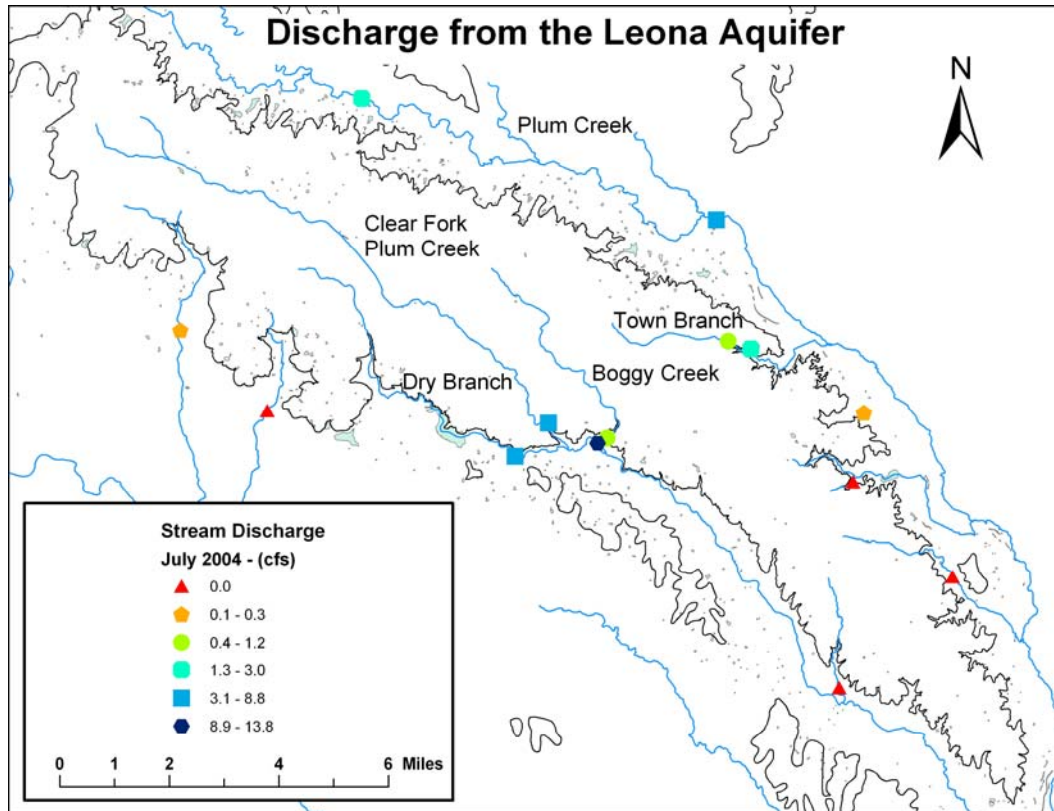 Discharge from the Leona Aquifer
N
Plum Creek
Clear Fork
Plum Creek
Town Branch
Boggy Creek
Dry Branch
Stream Discharge
July 2004 - (cfs)
0.0
0.1 - 0.3
0.4 - 1.2
1.3 - 3.0
3.1 - 8.8
8.9 - 13.8
0 1 2 4 6 Miles